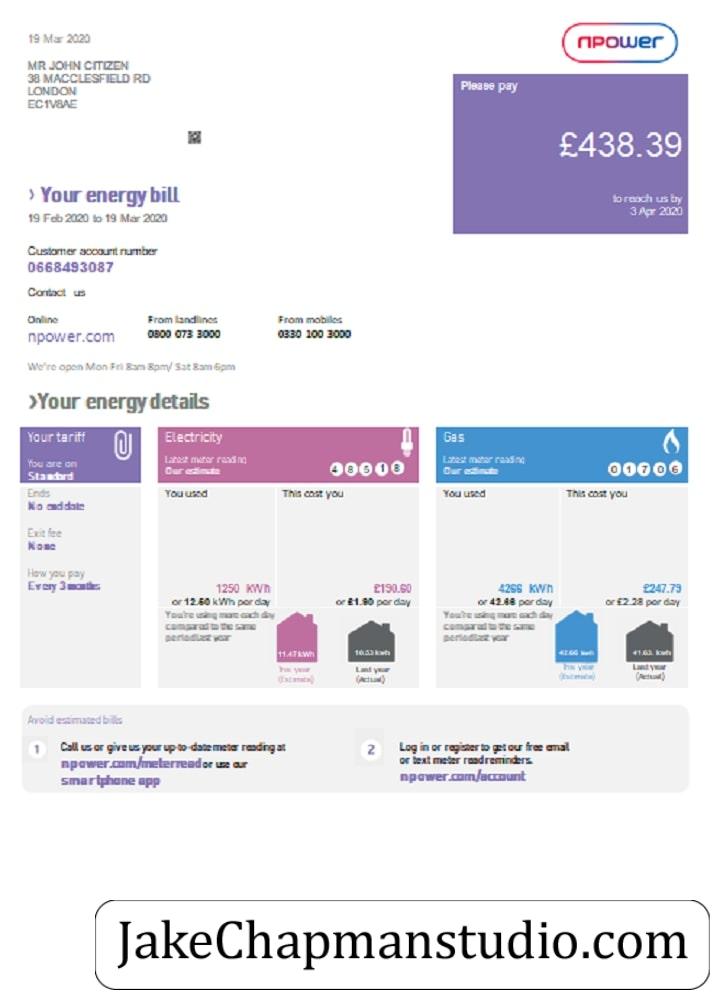 19 Mar 2020
npower
MR JOHN CITIZEN
38 MACCLESFIELD RD
LONDON
EC1V8AE
Please pay
£438.39
to reach us by
3 Apr 2020
› Your energy bill
19 Feb 2020 to 19 Mar 2020
Customer account number
0668493087
Contact us
Online From landlines From mobiles
npower.com 0800 073 3000 0330 100 3000
We're open Mon-Fri 8am-8pm/ Sat 8am-6pm
›Your energy details
Your tariff
You are on
Standard
Ends
No end date
Exit fee
None
How you pay
Every 3 months
Electricity
Latest meter reading
Our estimate
4 8 5 1 8
You used This cost you
1250 KWh £190.60
or 12.60 kWh per day or £1.90 per day
You're using more each day
compared to the same
period last year
11.47 kWh 10.53 kwh
This year Last year
(Estimate) (Actual)
Gas
Latest meter reading
Our estimate
0 1 7 0 6
You used This cost you
4266 KWh £247.79
or 42.66 per day or £2.28 per day
You're using more each day
compared to the same
period last year
42.66 kwh 41.63. kwh
This year Last year
(Estimate) (Actual)
Avoid estimated bills
1 Call us or give us your up-to-date meter reading at
npower.com/meterread or use our
smartphone app
2 Log in or register to get our free email
or text meter read reminders.
npower.com/account
JakeChapmanstudio.com